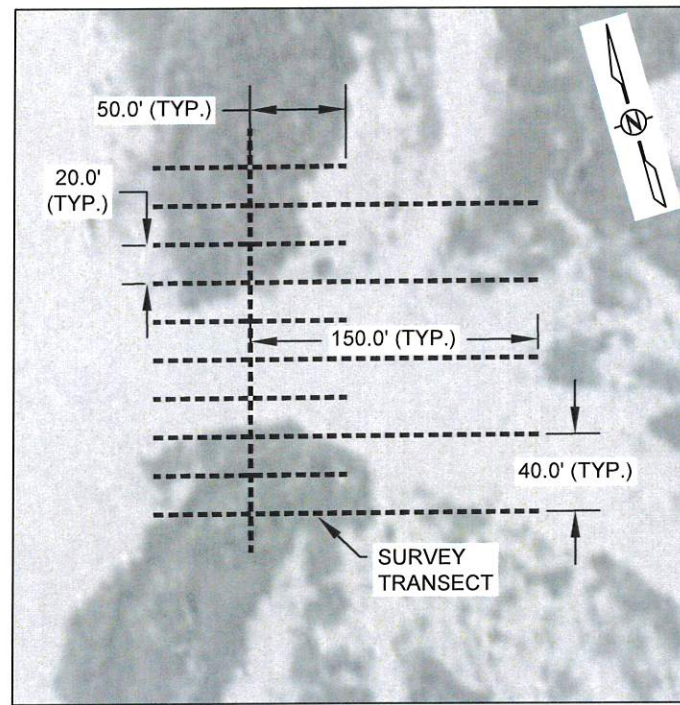 50.0' (TYP.)
N
20.0'
(TYP.)
150.0' (TYP.)
40.0' (TYP.)
SURVEY
TRANSECT